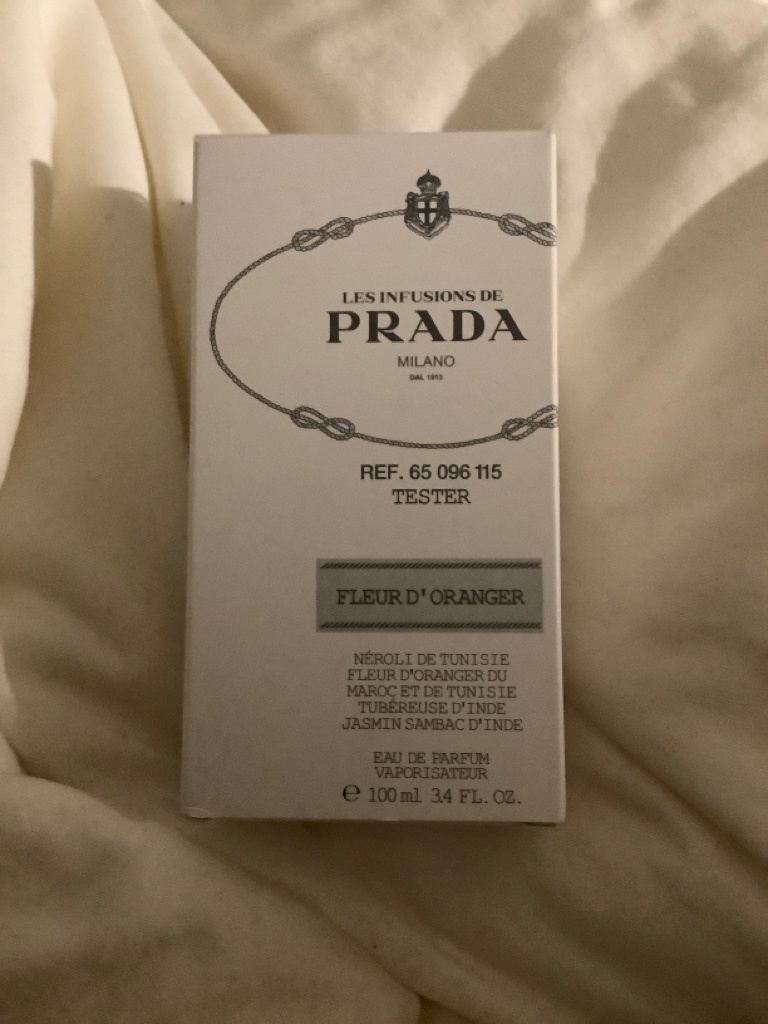 LES INFUSIONS DE
PRADA
MILANO
DAL 1913
REF. 65 096 115
TESTER
FLEUR D'ORANGER
NÉROLI DE TUNISIE
FLEUR D'ORANGER DU
MAROC ET DE TUNISIE
TUBÉREUSE D'INDE
JASMIN SAMBAC D'INDE
EAU DE PARFUM
VAPORISATEUR
℮ 100 ml 3.4 FL. OZ.